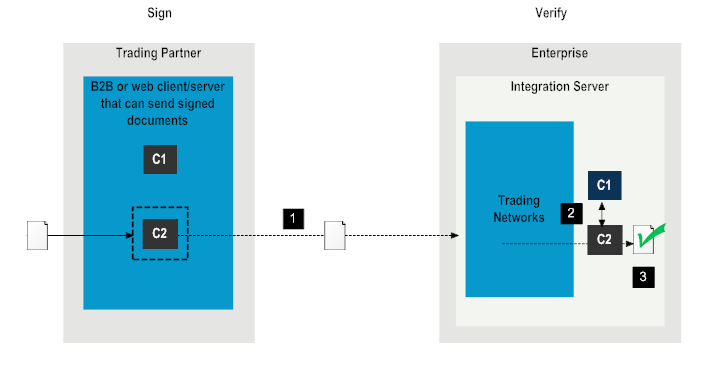 Sign
Verify
Trading Partner
Enterprise
B2B or web client/server
that can send signed
documents
Integration Server
C1
C1
Trading
Networks
1
2
C2
C2
3